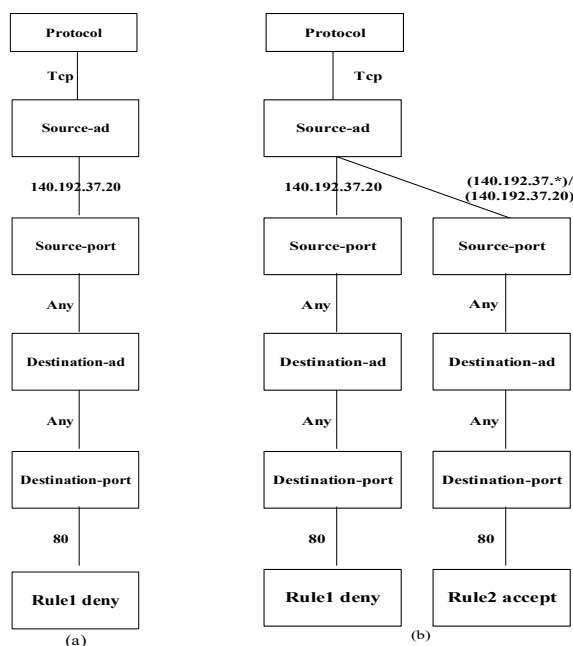 Protocol
Tcp
Source-ad
140.192.37.20
Source-port
Any
Destination-ad
Any
Destination-port
80
Rule1 deny
(a)
Protocol
Tcp
Source-ad
140.192.37.20
(140.192.37.*)/
(140.192.37.20)
Source-port
Source-port
Any
Any
Destination-ad
Destination-ad
Any
Any
Destination-port
Destination-port
80
80
Rule1 deny
Rule2 accept
(b)